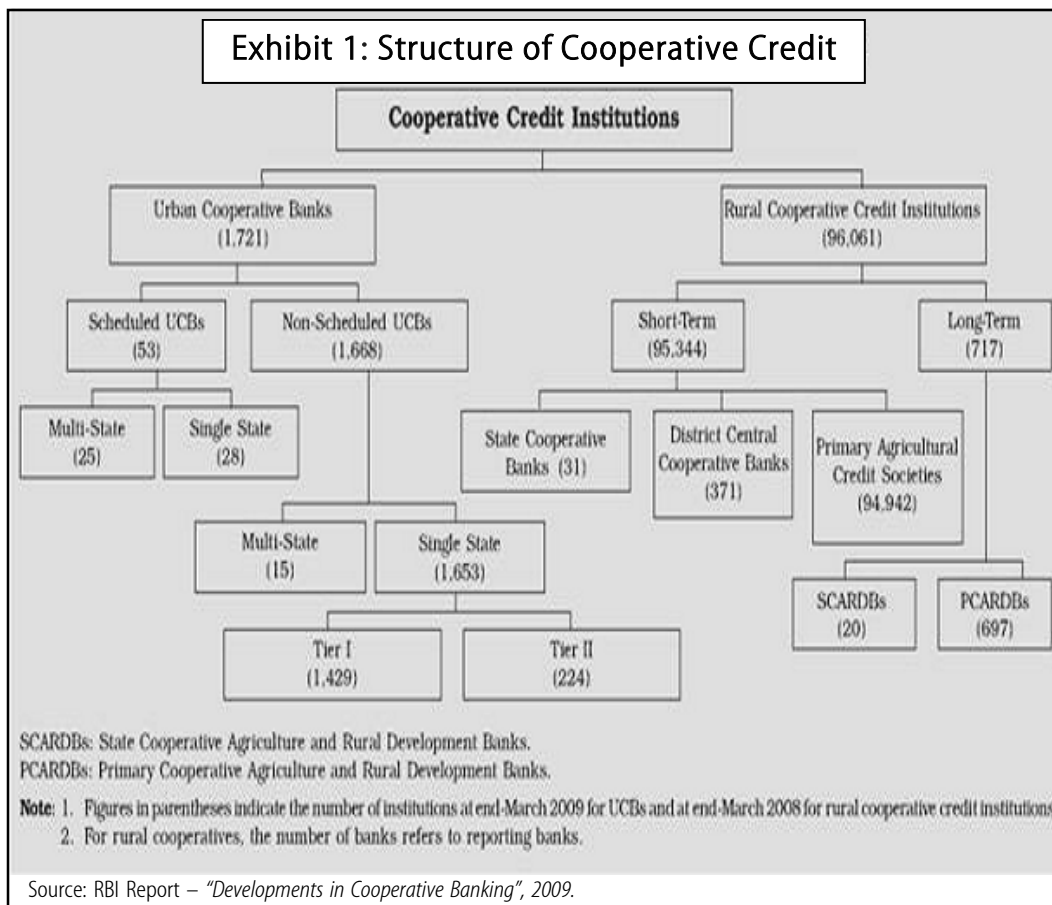 Exhibit 1: Structure of Cooperative Credit
Cooperative Credit Institutions
Urban Cooperative Banks
(1,721)
Rural Cooperative Credit Institutions
(96,061)
Scheduled UCBs
(53)
Non-Scheduled UCBs
(1,668)
Short-Term
(95,344)
Long-Term
(717)
Multi-State
(25)
Single State
(28)
State Cooperative
Banks (31)
District Central
Cooperative Banks
(371)
Primary Agricultural
Credit Societies
(94,942)
Multi-State
(15)
Single State
(1,653)
SCARDBs
(20)
PCARDBs
(697)
Tier I
(1,429)
Tier II
(224)
SCARDBs: State Cooperative Agriculture and Rural Development Banks.
PCARDBs: Primary Cooperative Agriculture and Rural Development Banks.
Note: 1. Figures in parentheses indicate the number of institutions at end-March 2009 for UCBs and at end-March 2008 for rural cooperative credit institutions
2. For rural cooperatives, the number of banks refers to reporting banks.
Source: RBI Report – "Developments in Cooperative Banking", 2009.